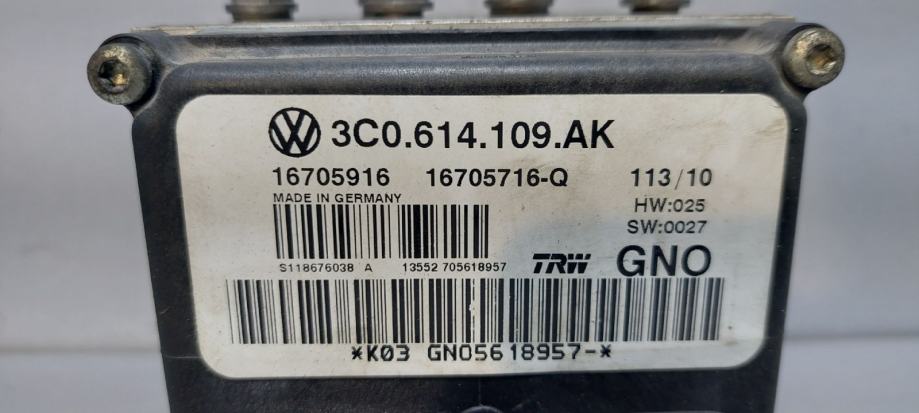 3C0.614.109.AK
16705916 16705716-Q 113/10
MADE IN GERMANY
HW:025
SW:0027
S118676038 A 13552 705618957
TRW GNO
*K03 GNO5618957-*